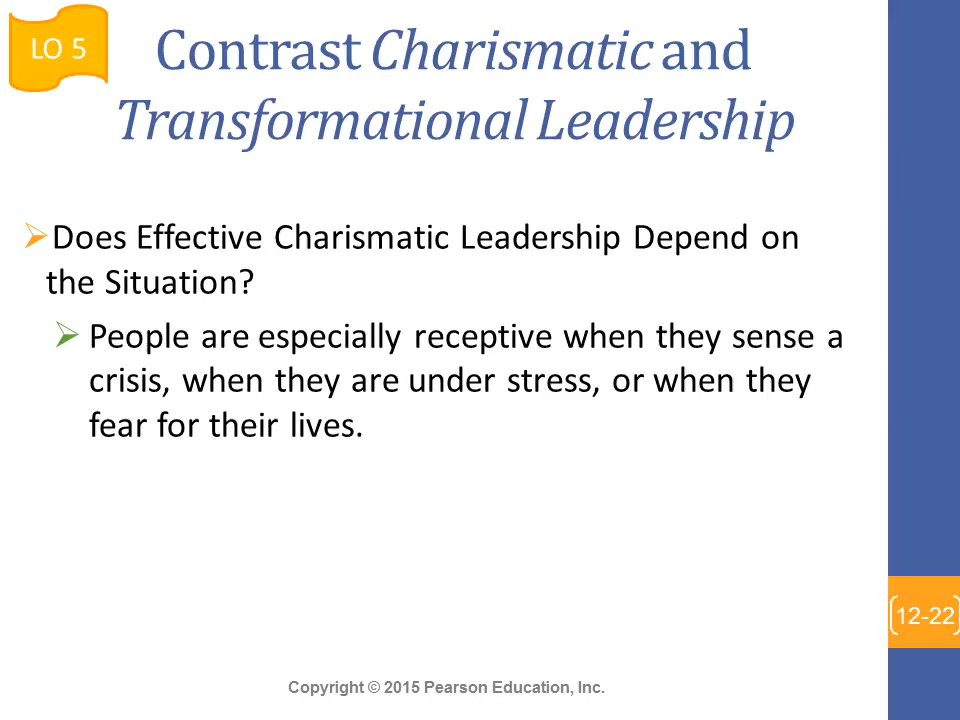 LO 5
Contrast Charismatic and
Transformational Leadership
Does Effective Charismatic Leadership Depend on
the Situation?
People are especially receptive when they sense a
crisis, when they are under stress, or when they
fear for their lives.
12-22
Copyright © 2015 Pearson Education, Inc.